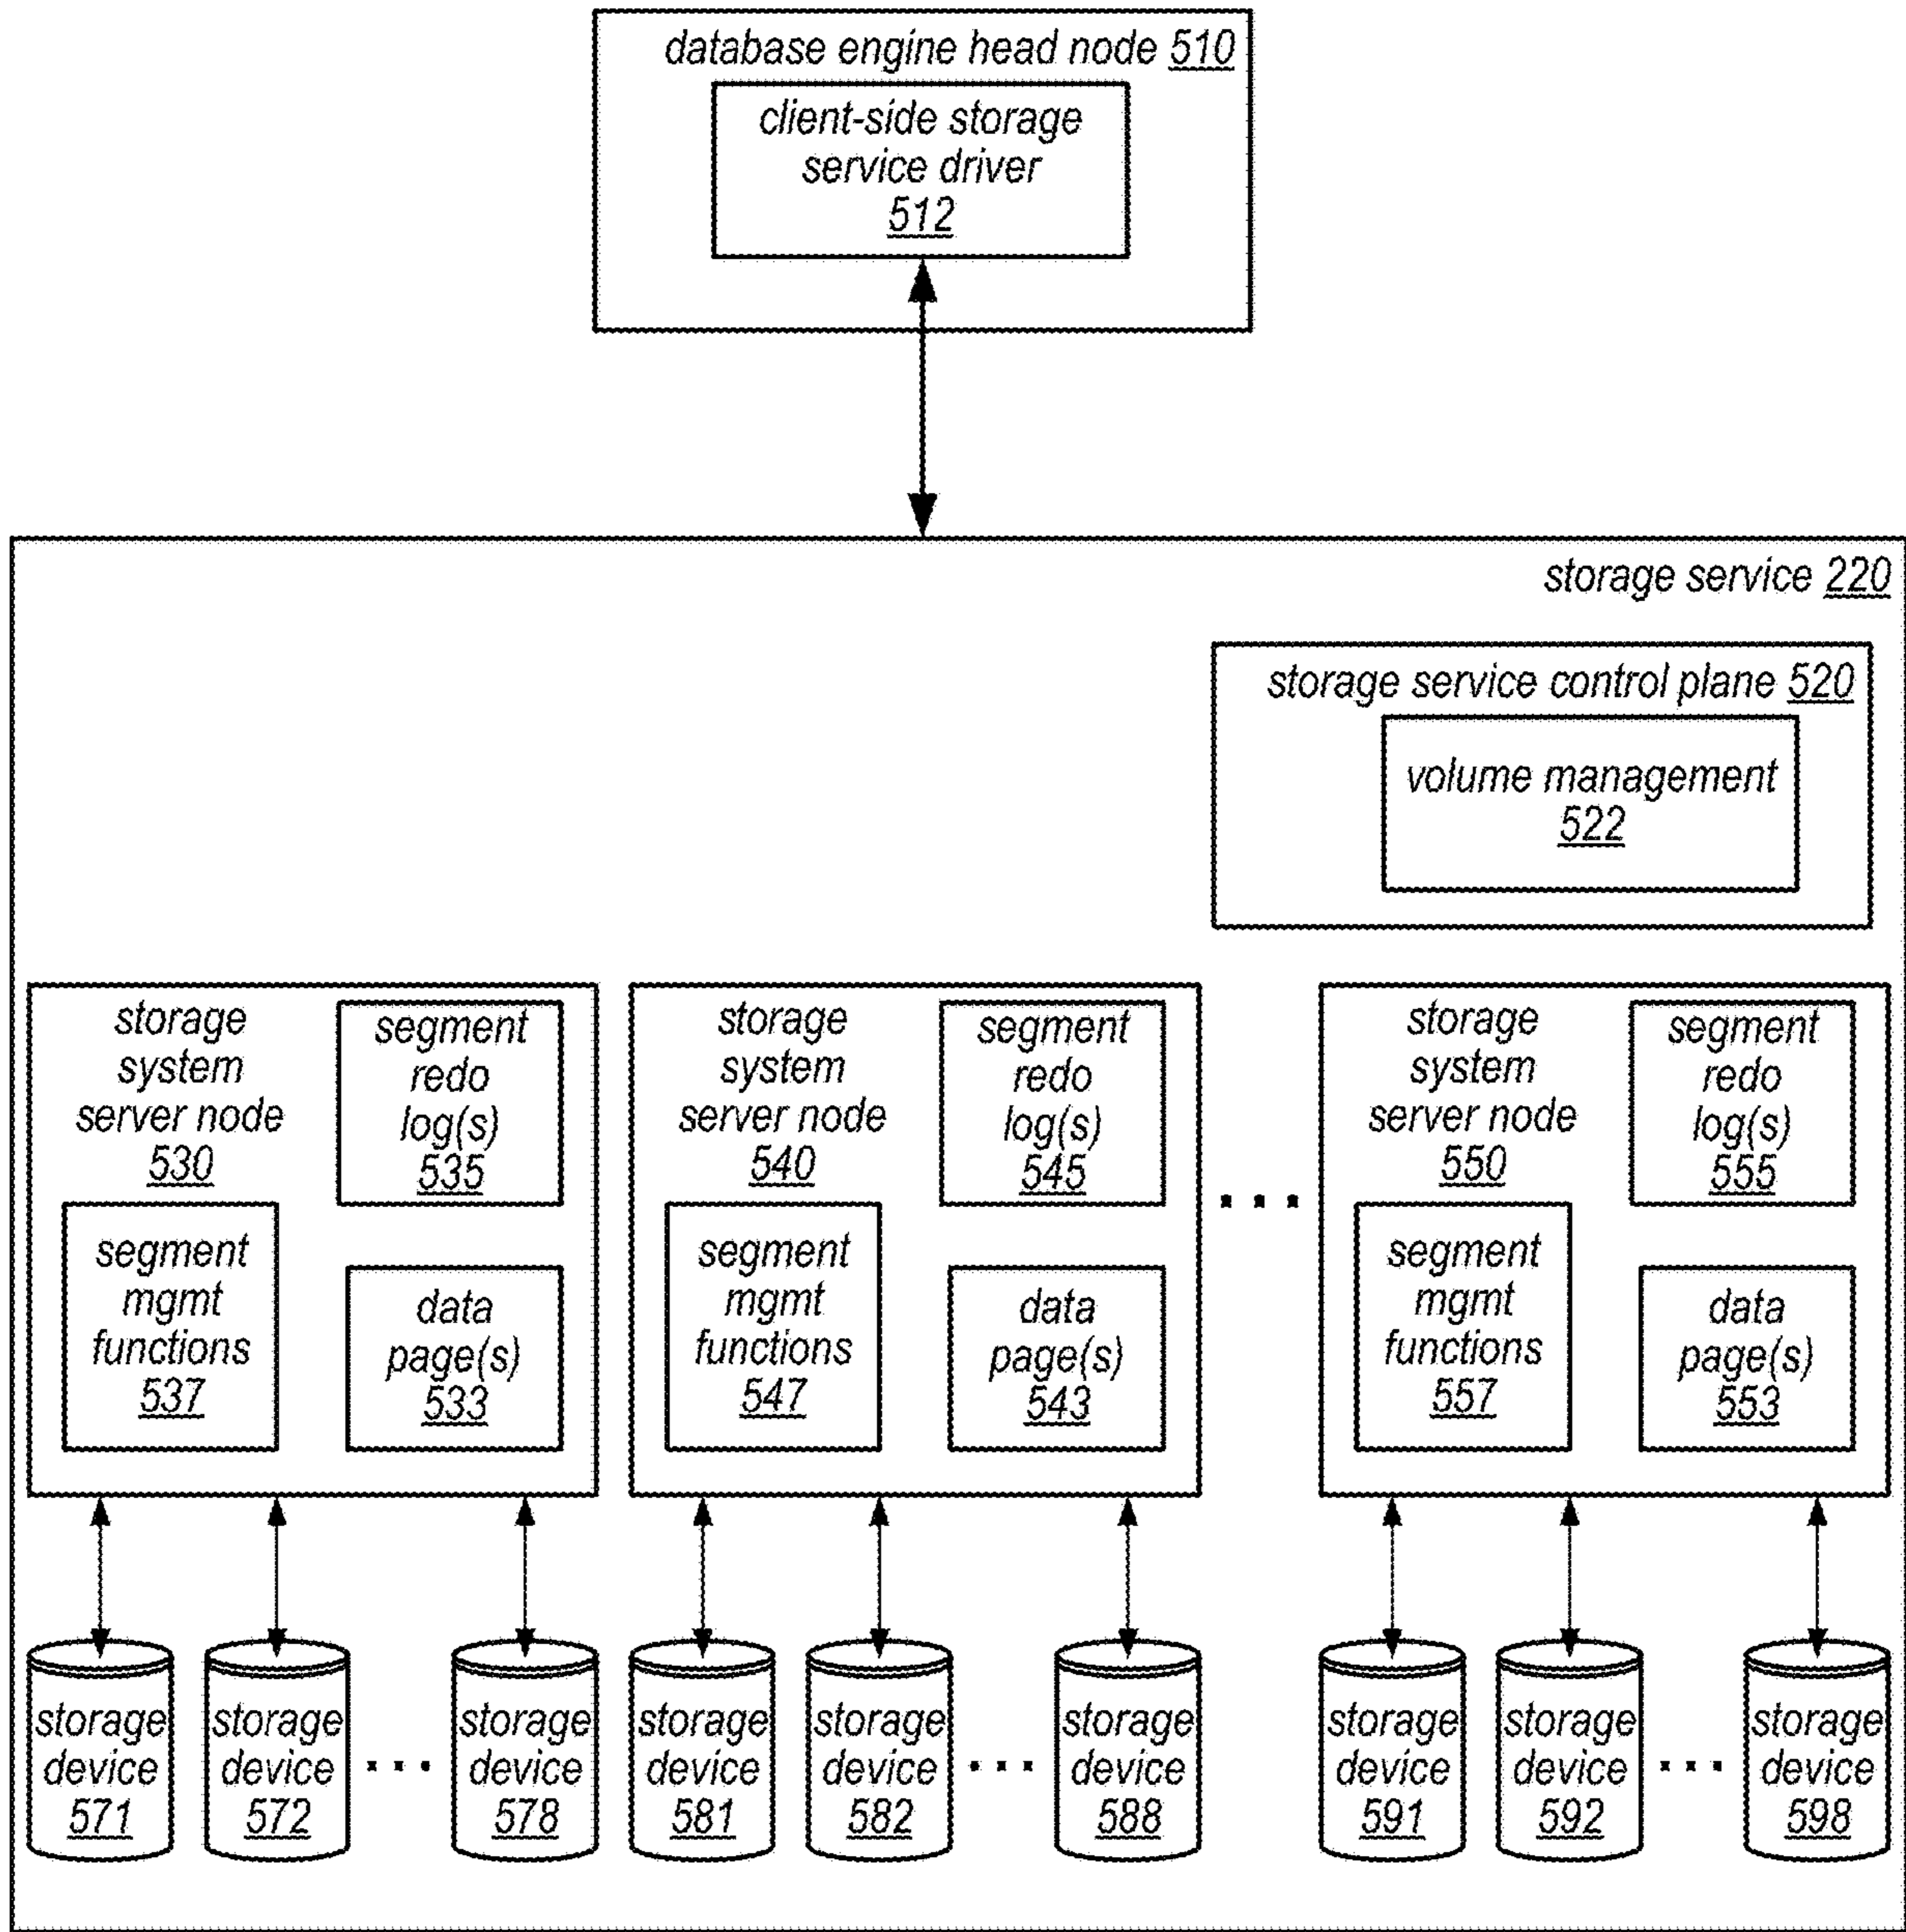 database engine head node 510
client-side storage
service driver
512
storage service 220
storage service control plane 520
volume management
522
storage
system
server node
530
segment
redo
log(s)
535
segment
mgmt
functions
537
data
page(s)
533
storage
system
server node
540
segment
redo
log(s)
545
segment
mgmt
functions
547
data
page(s)
543
. . .
storage
system
server node
550
segment
redo
log(s)
555
segment
mgmt
functions
557
data
page(s)
553
storage
device
571
storage
device
572
. . .
storage
device
578
storage
device
581
storage
device
582
. . .
storage
device
588
storage
device
591
storage
device
592
. . .
storage
device
598